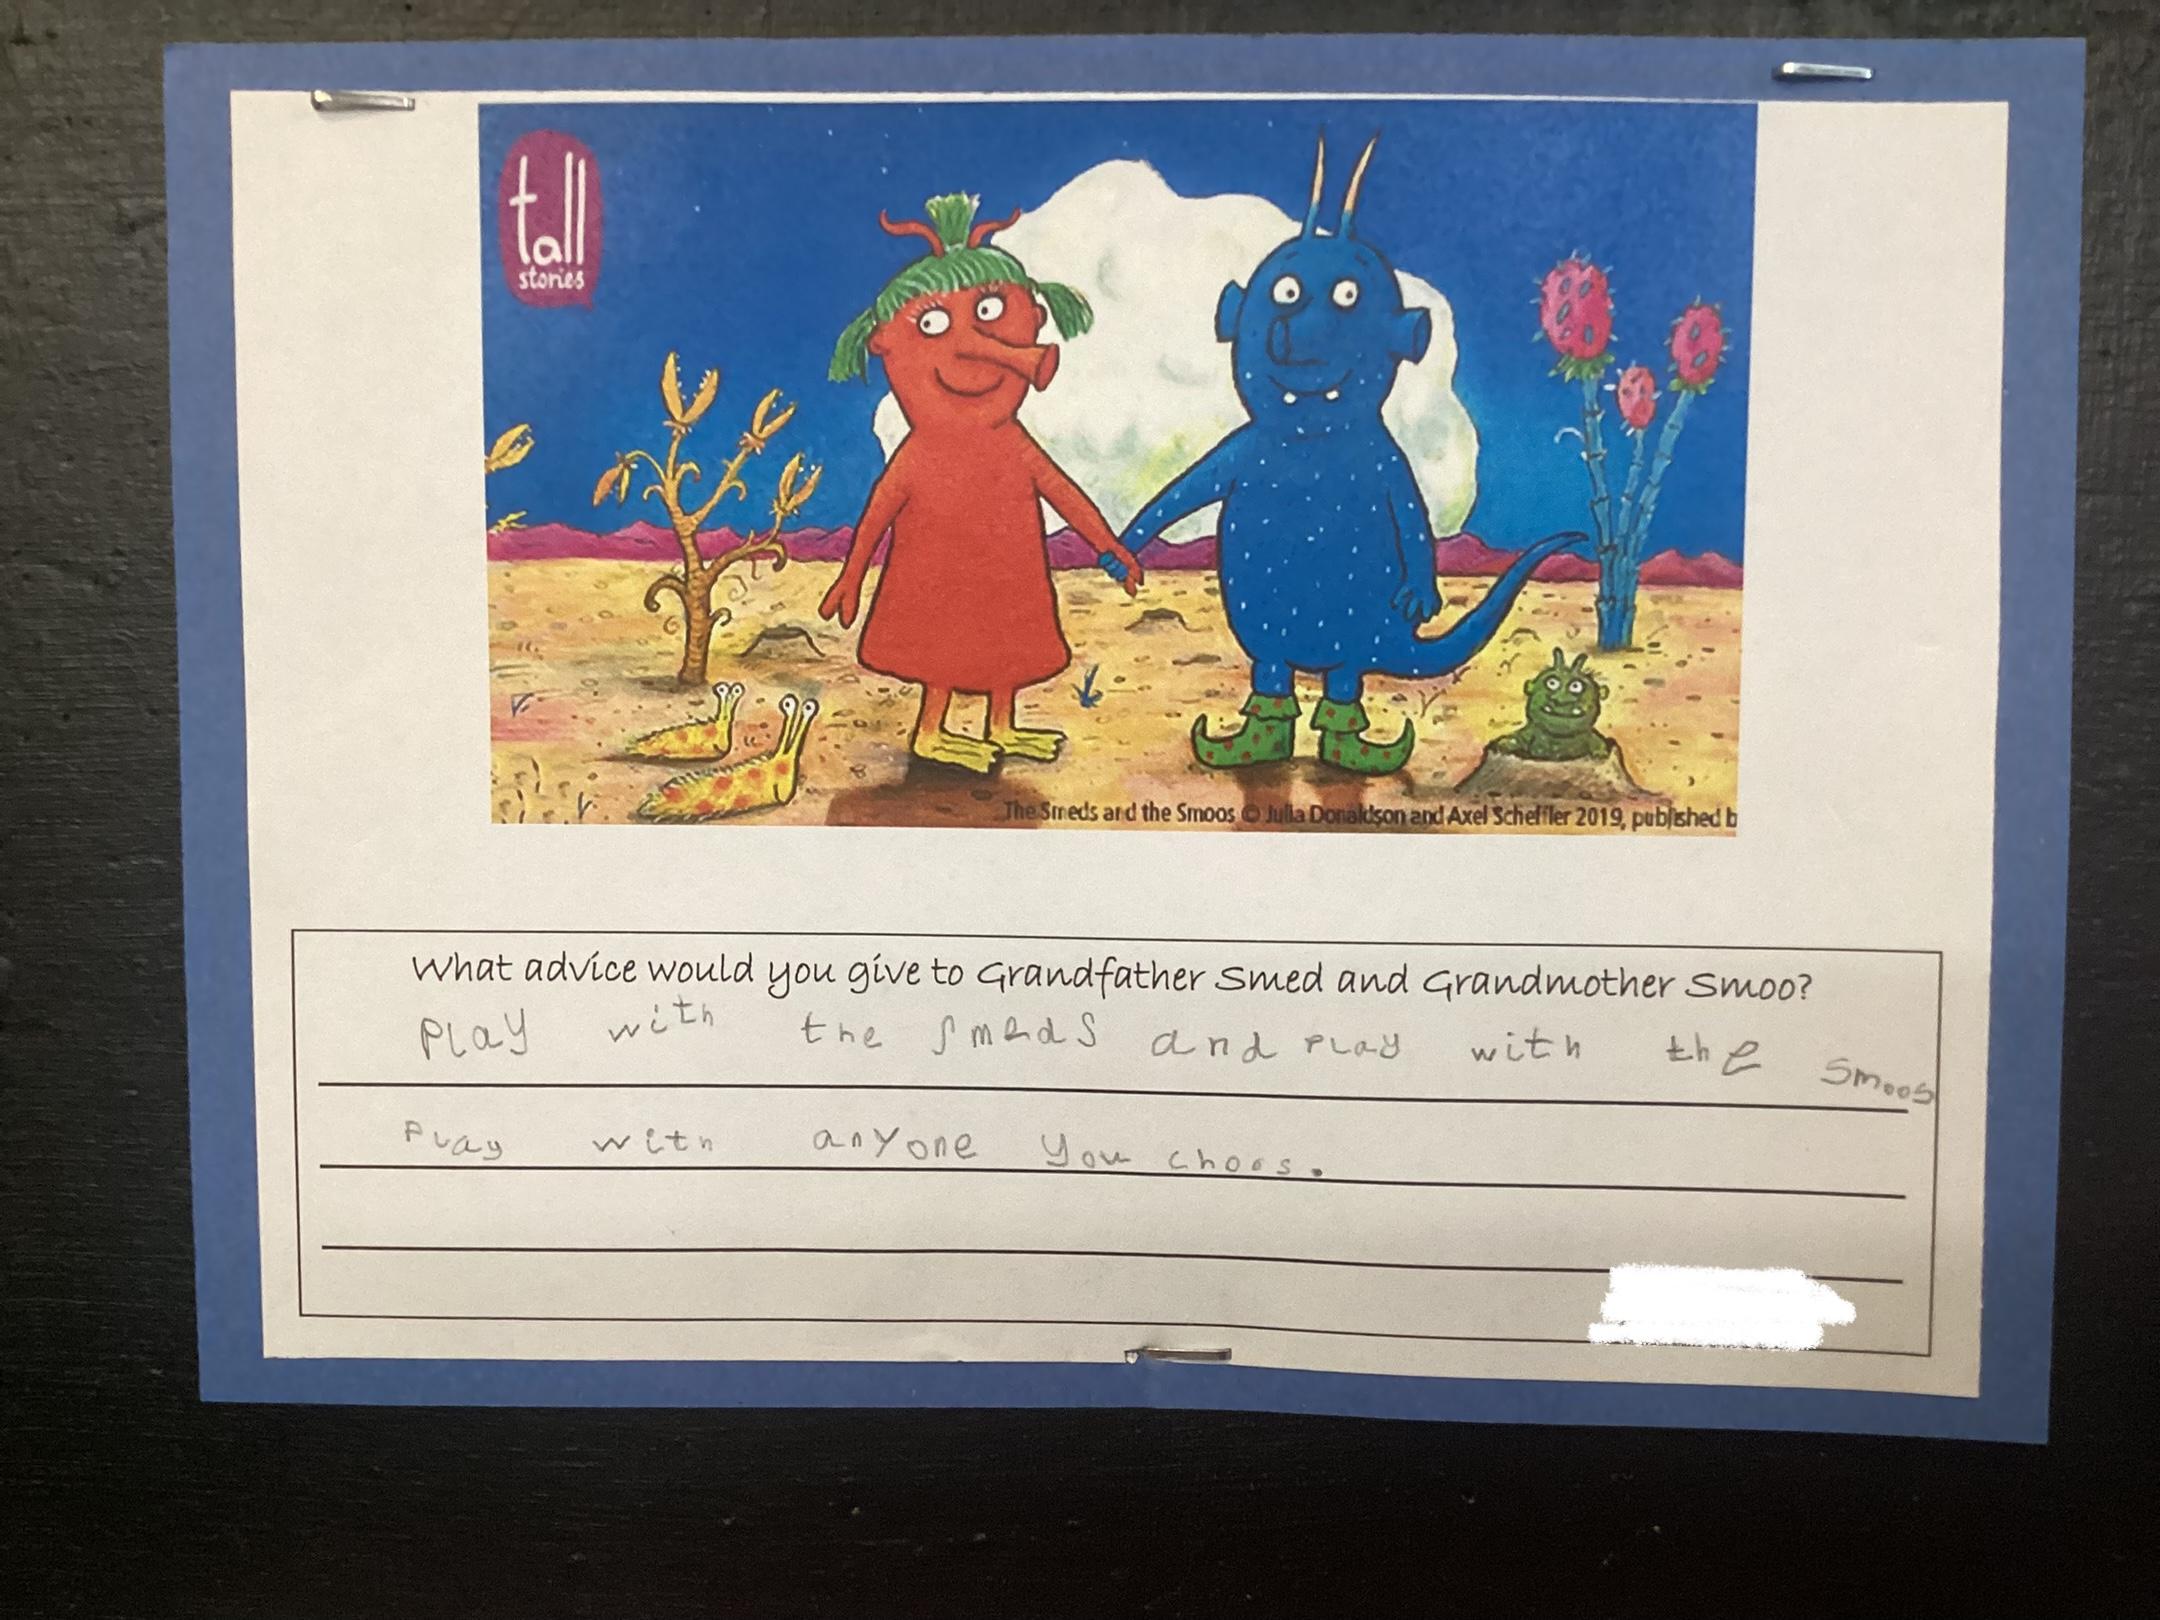 tall
stories
The Smeds and the Smoos © Julia Donaldson and Axel Scheffler 2019, published b
What advice would you give to Grandfather Smed and Grandmother Smoo?
Play with the smeds and play with the smoos
Play with anyone you choos.